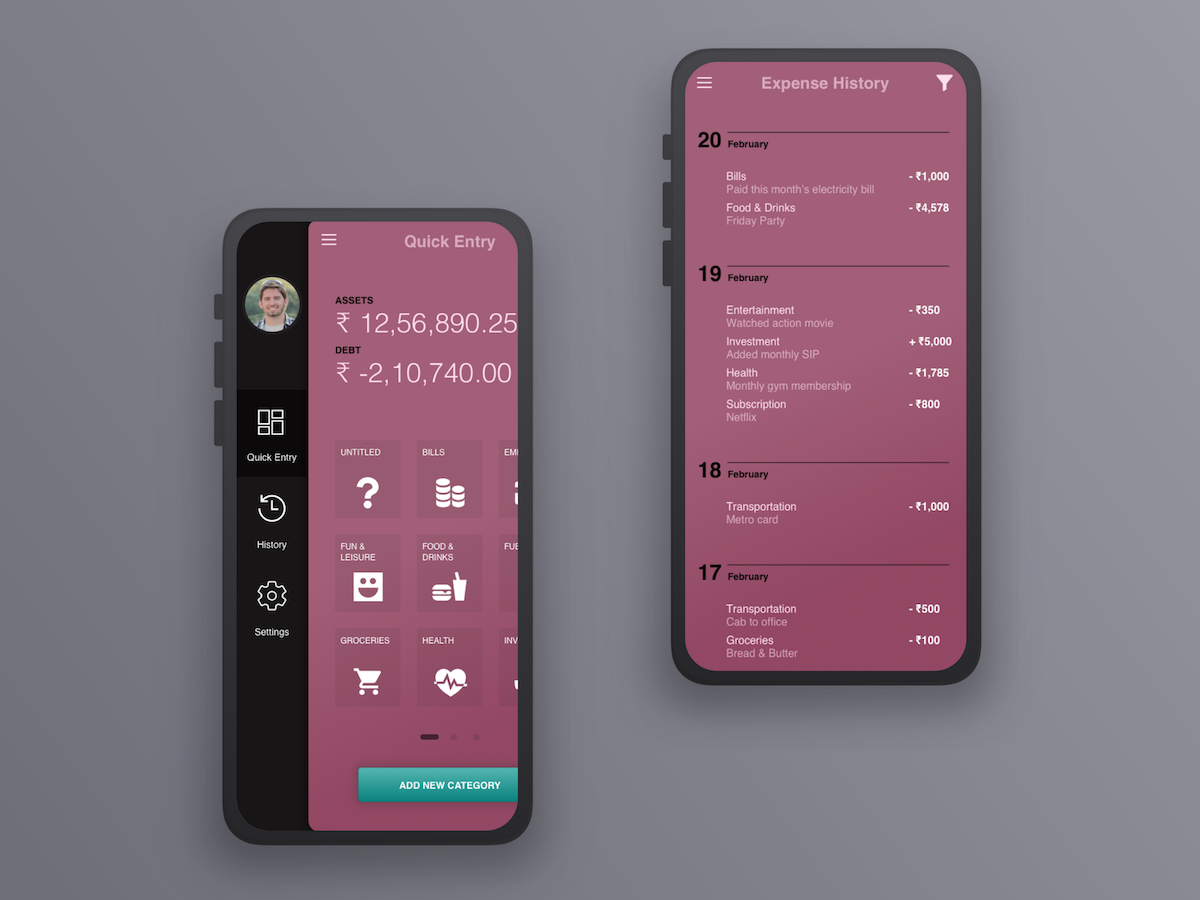 Quick Entry
ASSETS
₹ 12,56,890.25
DEBT
₹ -2,10,740.00
Quick Entry
History
Settings
UNTITLED
BILLS
FUN &
LEISURE
FOOD &
DRINKS
GROCERIES
HEALTH
ADD NEW CATEGORY
Expense History
20 February
Bills - ₹1,000
Paid this month's electricity bill
Food & Drinks - ₹4,578
Friday Party
19 February
Entertainment - ₹350
Watched action movie
Investment + ₹5,000
Added monthly SIP
Health - ₹1,785
Monthly gym membership
Subscription - ₹800
Netflix
18 February
Transportation - ₹1,000
Metro card
17 February
Transportation - ₹500
Cab to office
Groceries - ₹100
Bread & Butter